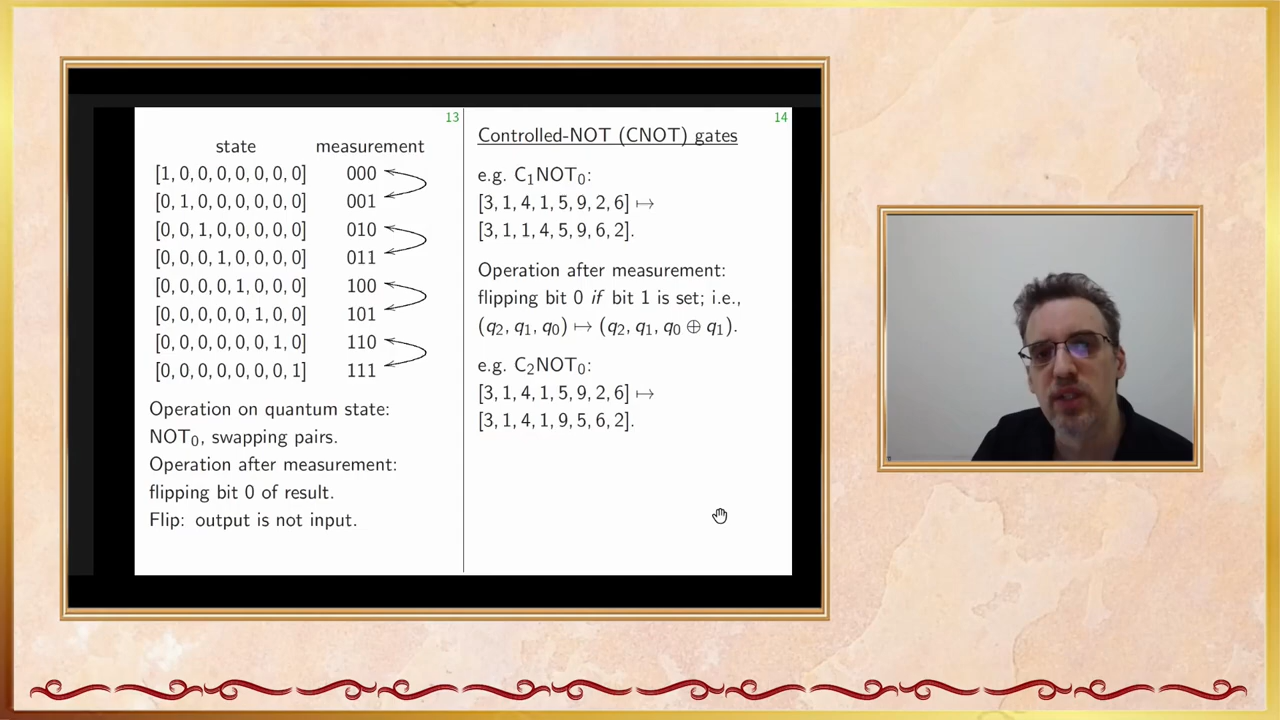 13
state measurement
[1, 0, 0, 0, 0, 0, 0, 0] 000
[0, 1, 0, 0, 0, 0, 0, 0] 001
[0, 0, 1, 0, 0, 0, 0, 0] 010
[0, 0, 0, 1, 0, 0, 0, 0] 011
[0, 0, 0, 0, 1, 0, 0, 0] 100
[0, 0, 0, 0, 0, 1, 0, 0] 101
[0, 0, 0, 0, 0, 0, 1, 0] 110
[0, 0, 0, 0, 0, 0, 0, 1] 111
Operation on quantum state:
NOT₀, swapping pairs.
Operation after measurement:
flipping bit 0 of result.
Flip: output is not input.
14
Controlled-NOT (CNOT) gates
e.g. C₁NOT₀:
[3, 1, 4, 1, 5, 9, 2, 6] ↦
[3, 1, 1, 4, 5, 9, 6, 2].
Operation after measurement:
flipping bit 0 if bit 1 is set; i.e.,
(q₂, q₁, q₀) ↦ (q₂, q₁, q₀ ⊕ q₁).
e.g. C₂NOT₀:
[3, 1, 4, 1, 5, 9, 2, 6] ↦
[3, 1, 4, 1, 9, 5, 6, 2].